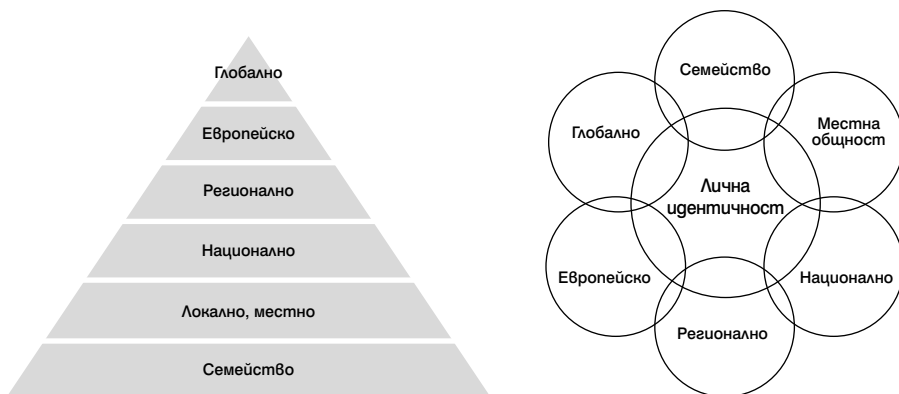 Глобално
Европейско
Регионално
Национално
Локално, местно
Семейство
Семейство
Местна
общност
Глобално
Лична
идентичност
Европейско
Национално
Регионално